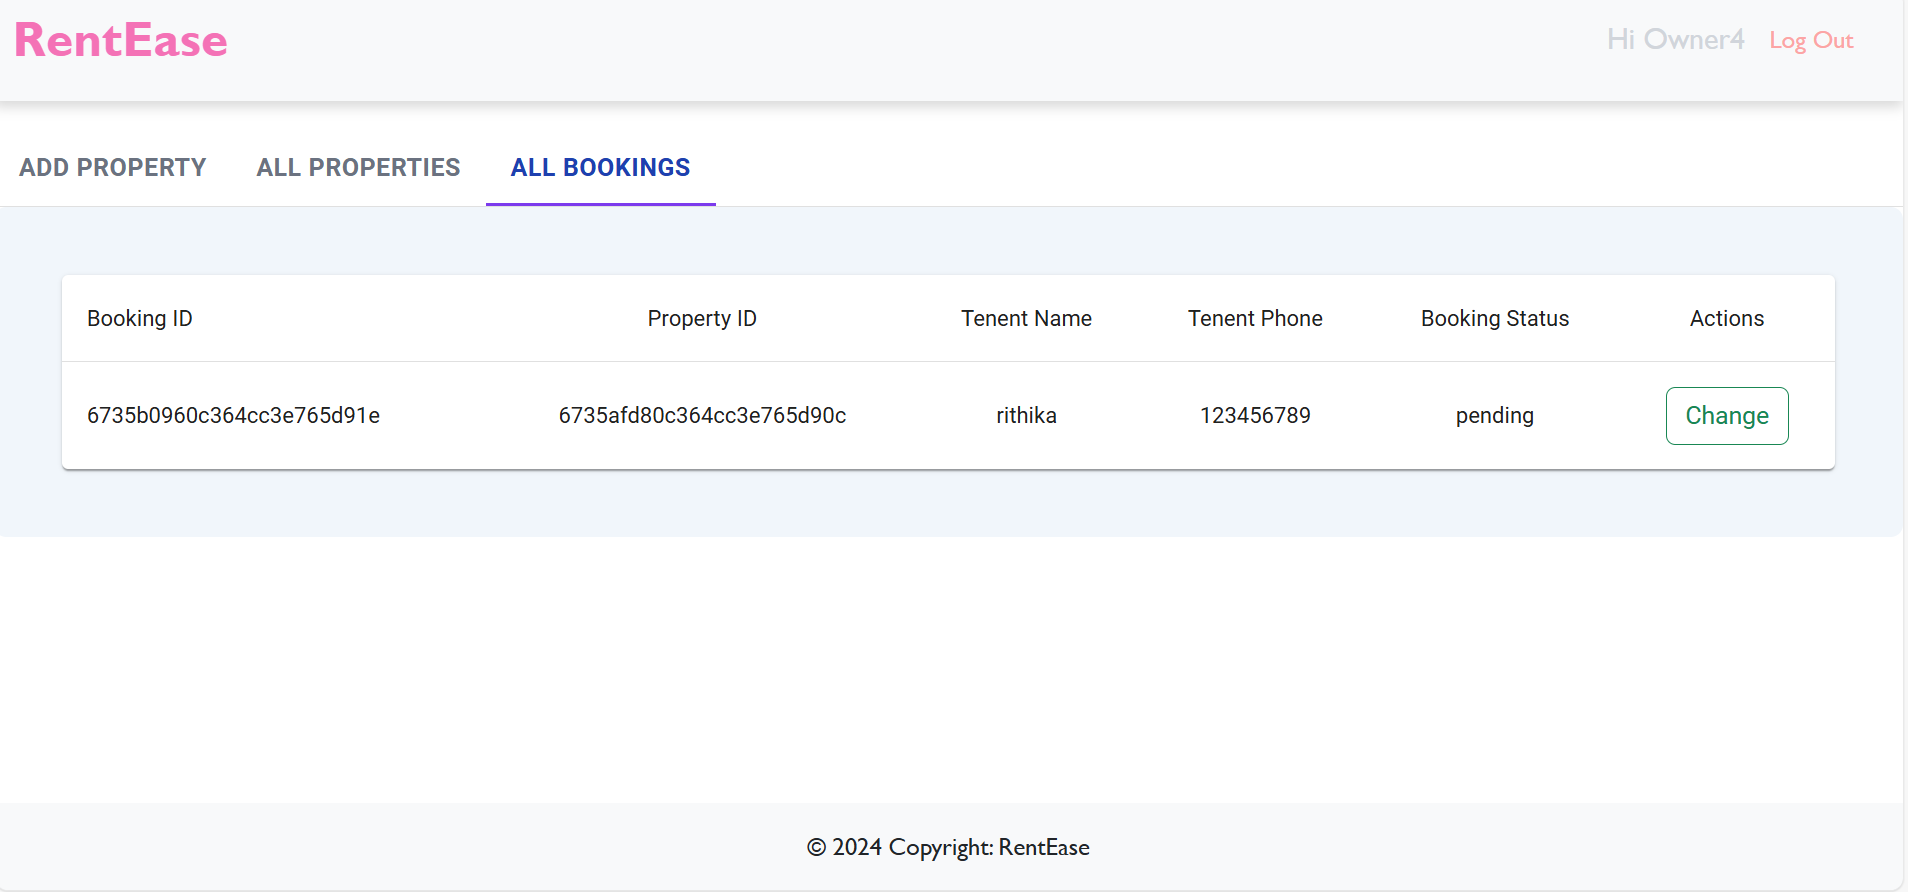 RentEase
Hi Owner4 Log Out
ADD PROPERTY ALL PROPERTIES ALL BOOKINGS
Booking ID Property ID Tenent Name Tenent Phone Booking Status Actions
6735b0960c364cc3e765d91e 6735afd80c364cc3e765d90c rithika 123456789 pending Change
© 2024 Copyright: RentEase